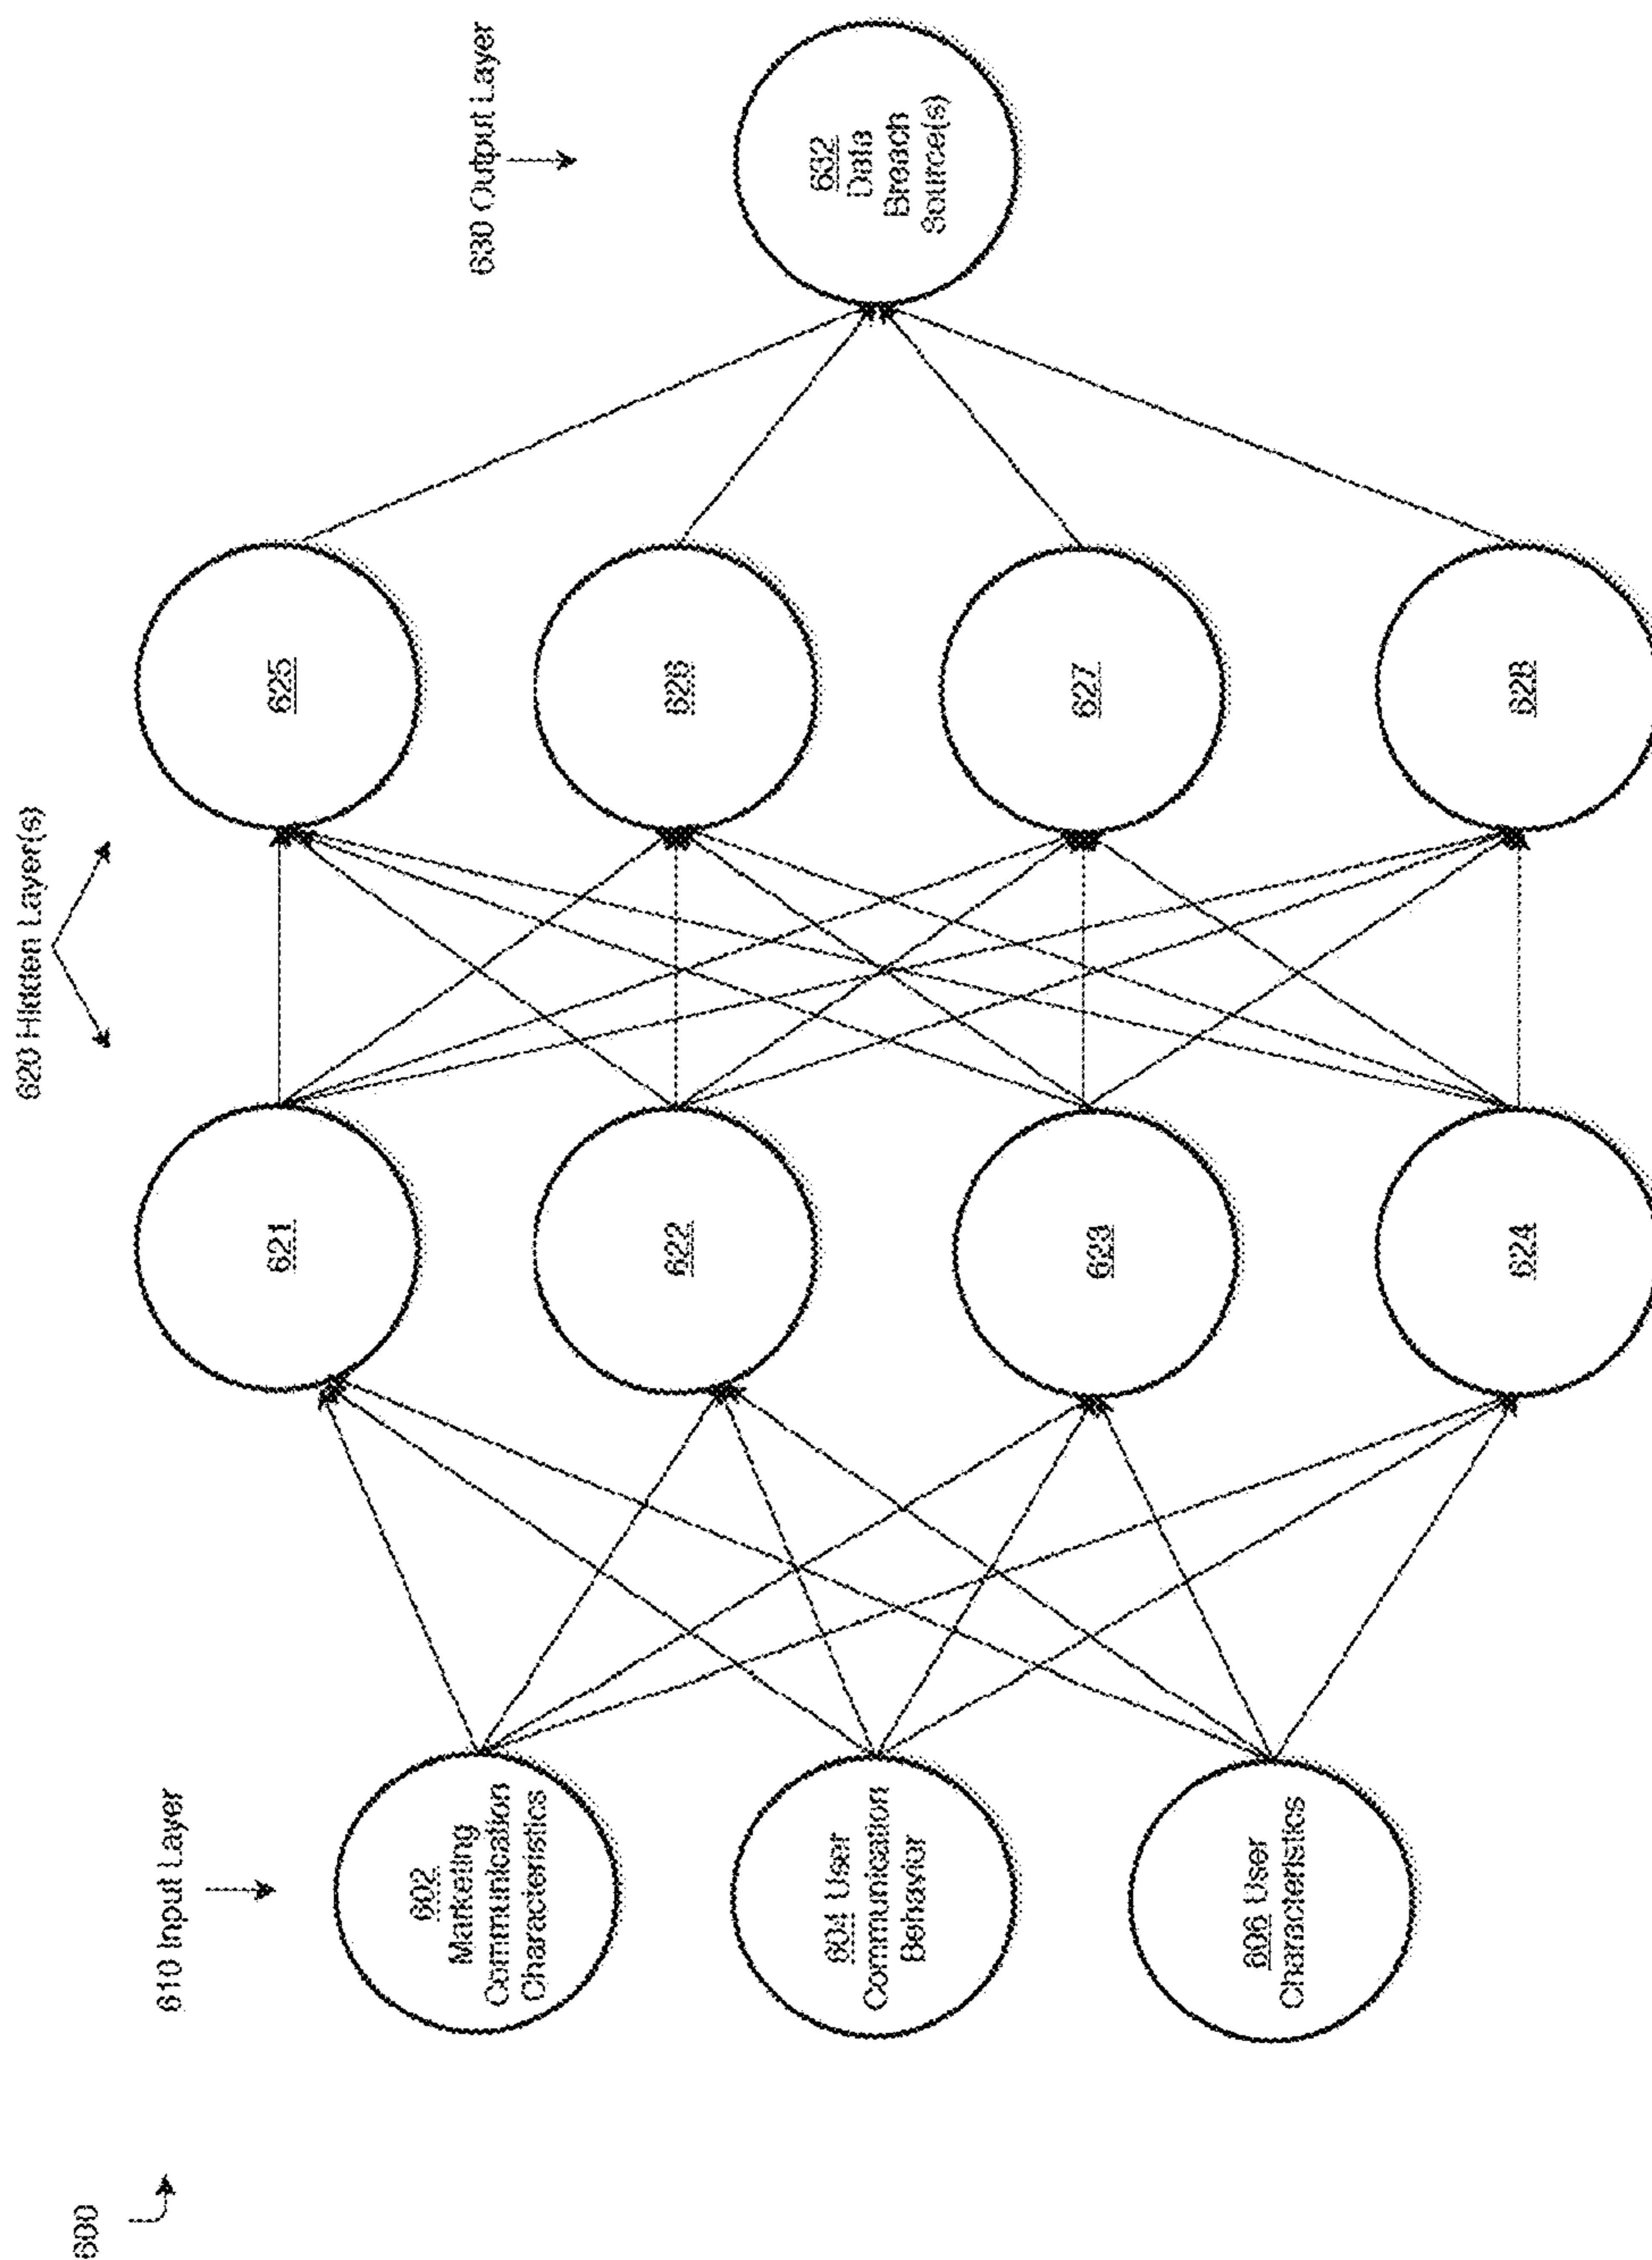 600
610 Input Layer
602
Marketing
Communication
Characteristics
604 User
Communication
Behavior
606 User
Characteristics
620 Hidden Layer(s)
621
622
623
624
625
626
627
628
630 Output Layer
632
Data
Breach
Source(s)